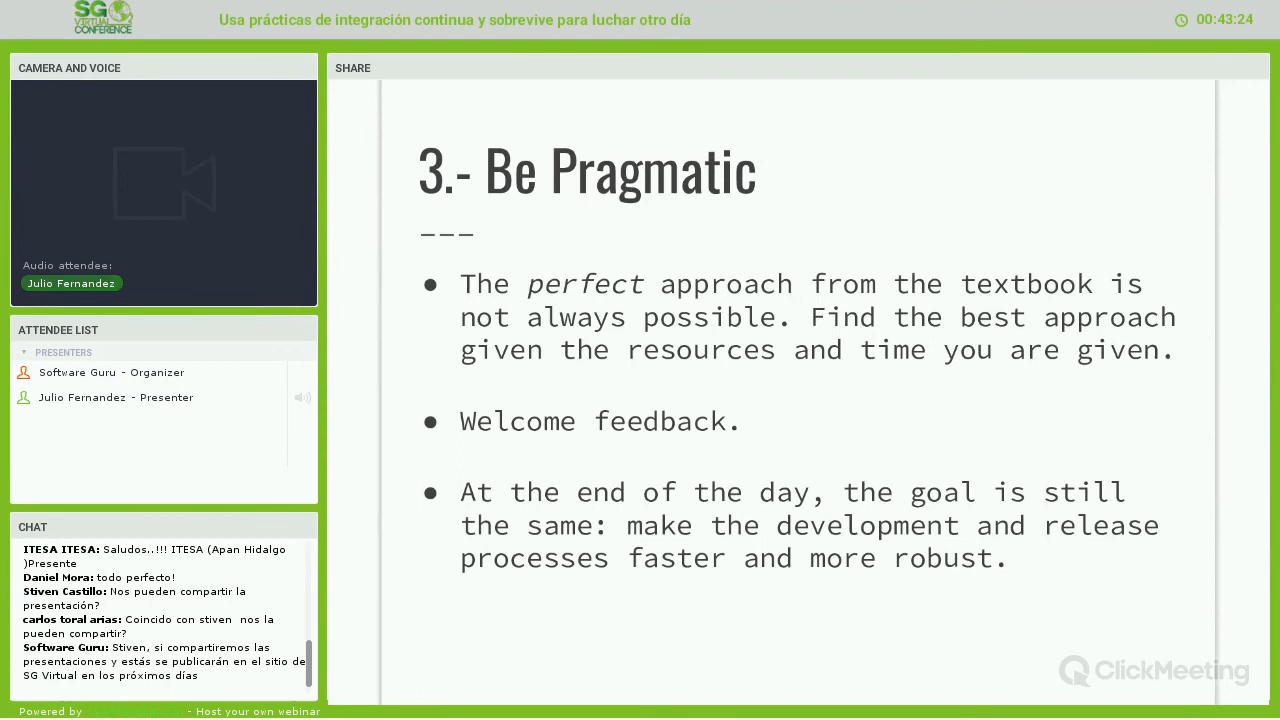 SG
VIRTUAL
CONFERENCE
Usa prácticas de integración continua y sobrevive para luchar otro día
00:43:24
CAMERA AND VOICE
Audio attendee:
Julio Fernandez
ATTENDEE LIST
PRESENTERS
Software Guru - Organizer
Julio Fernandez - Presenter
CHAT
ITESA ITESA: Saludos..!!! ITESA (Apan Hidalgo
)Presente
Daniel Mora: todo perfecto!
Stiven Castillo: Nos pueden compartir la
presentación?
carlos toral arias: Coincido con stiven  nos la
pueden compartir?
Software Guru: Stiven, si compartiremos las
presentaciones y estás se publicarán en el sitio de
SG Virtual en los próximos días
Powered by
- Host your own webinar
SHARE
3.- Be Pragmatic
___
● The perfect approach from the textbook is
not always possible. Find the best approach
given the resources and time you are given.
● Welcome feedback.
● At the end of the day, the goal is still
the same: make the development and release
processes faster and more robust.
ClickMeeting